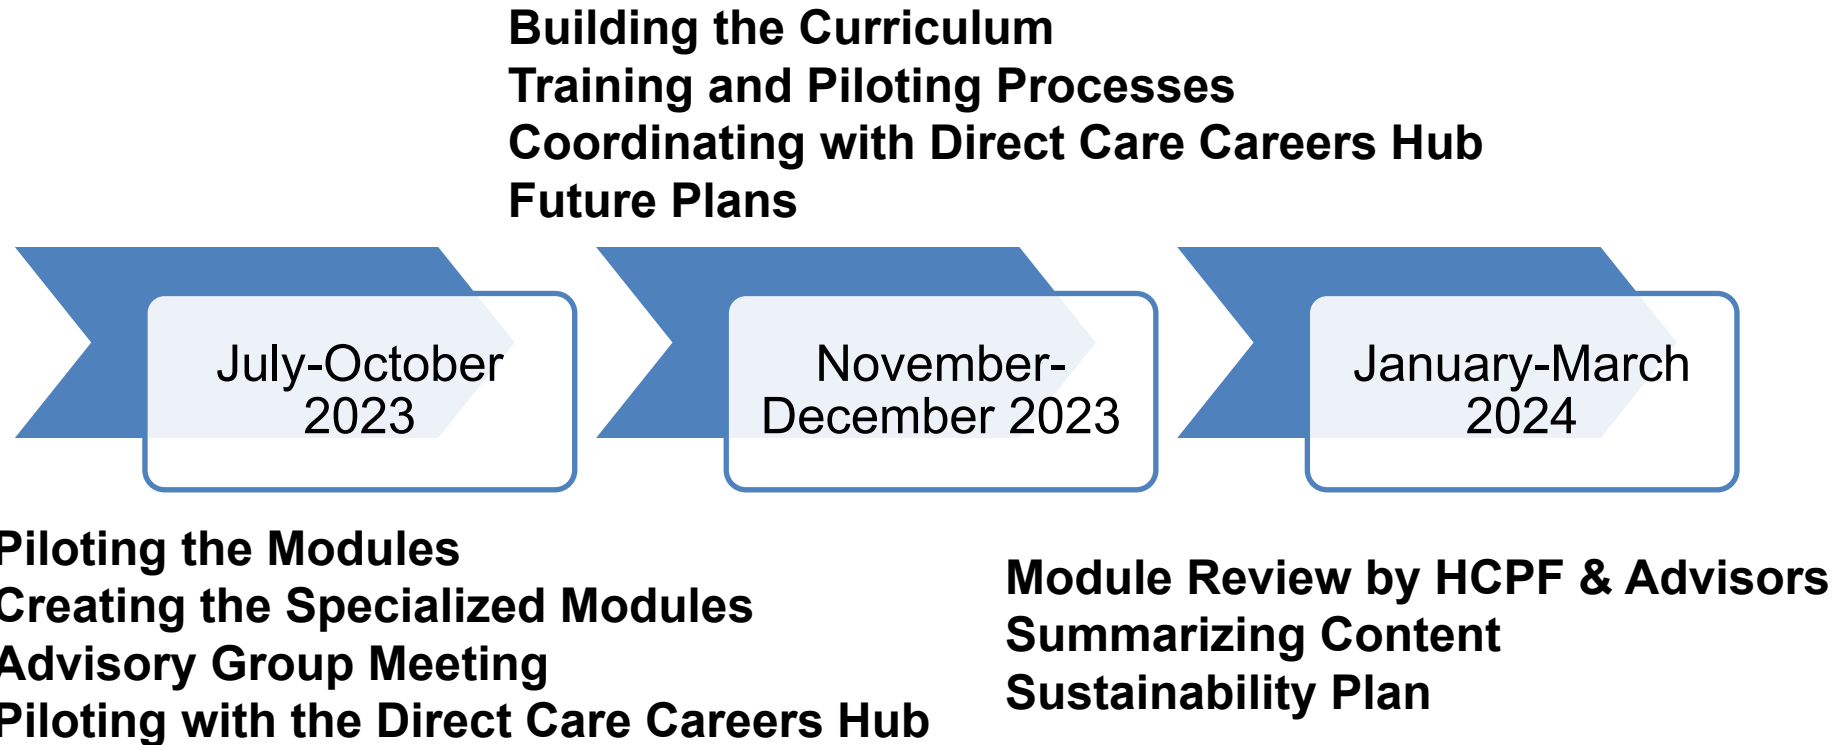 Building the Curriculum
Training and Piloting Processes
Coordinating with Direct Care Careers Hub
Future Plans
July-October
2023
November-
December 2023
January-March
2024
Piloting the Modules
Creating the Specialized Modules
Advisory Group Meeting
Piloting with the Direct Care Careers Hub
Module Review by HCPF & Advisors
Summarizing Content
Sustainability Plan